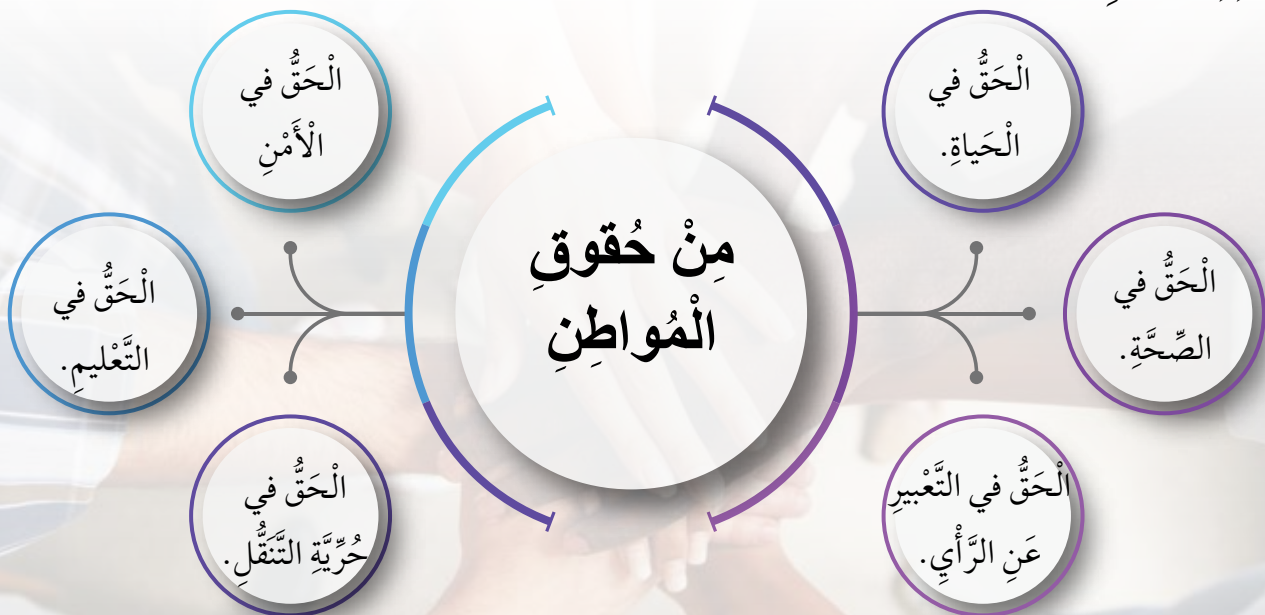 مِنْ حُقوقِ
الْمُواطِنِ
الْحَقُّ في
الْحَياةِ.
الْحَقُّ في
الصِّحَّةِ.
الْحَقُّ في التَّعْبيرِ
عَنِ الرَّأْيِ.
الْحَقُّ في
الْأَمْنِ
الْحَقُّ في
التَّعْليمِ.
الْحَقُّ في
حُرِّيَّةِ التَّنَقُّلِ.